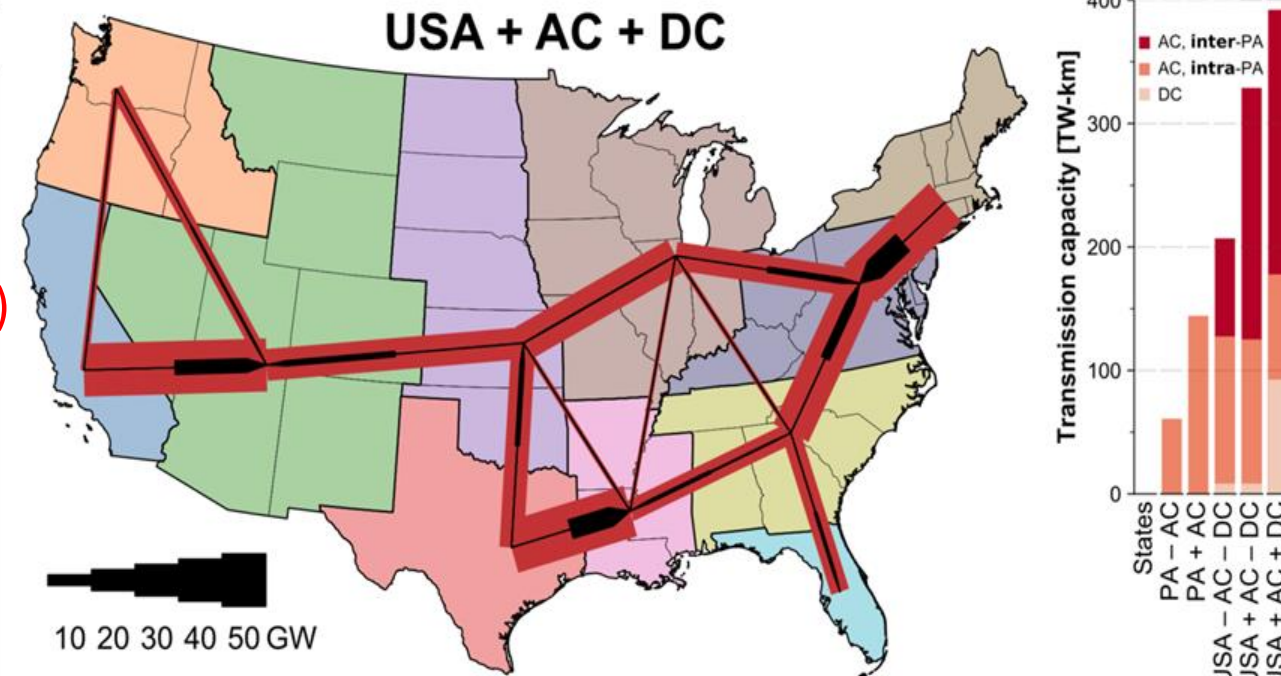 USA + AC + DC
10 20 30 40 50 GW
Transmission capacity [TW-km]
400
300
200
100
0
AC, inter-PA
AC, intra-PA
DC
States
PA – AC
PA + AC
USA – AC – DC
USA + AC – DC
USA + AC + DC